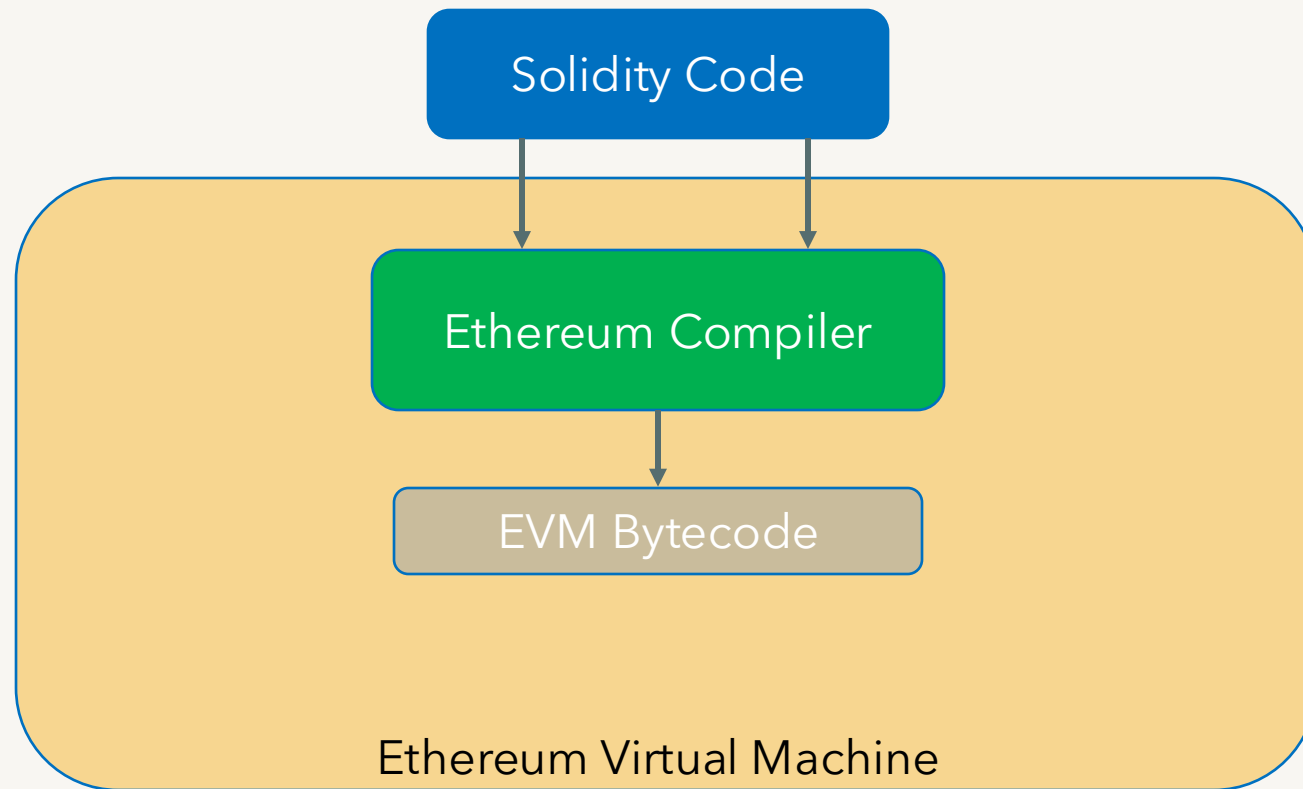 Solidity Code
Ethereum Compiler
EVM Bytecode
Ethereum Virtual Machine